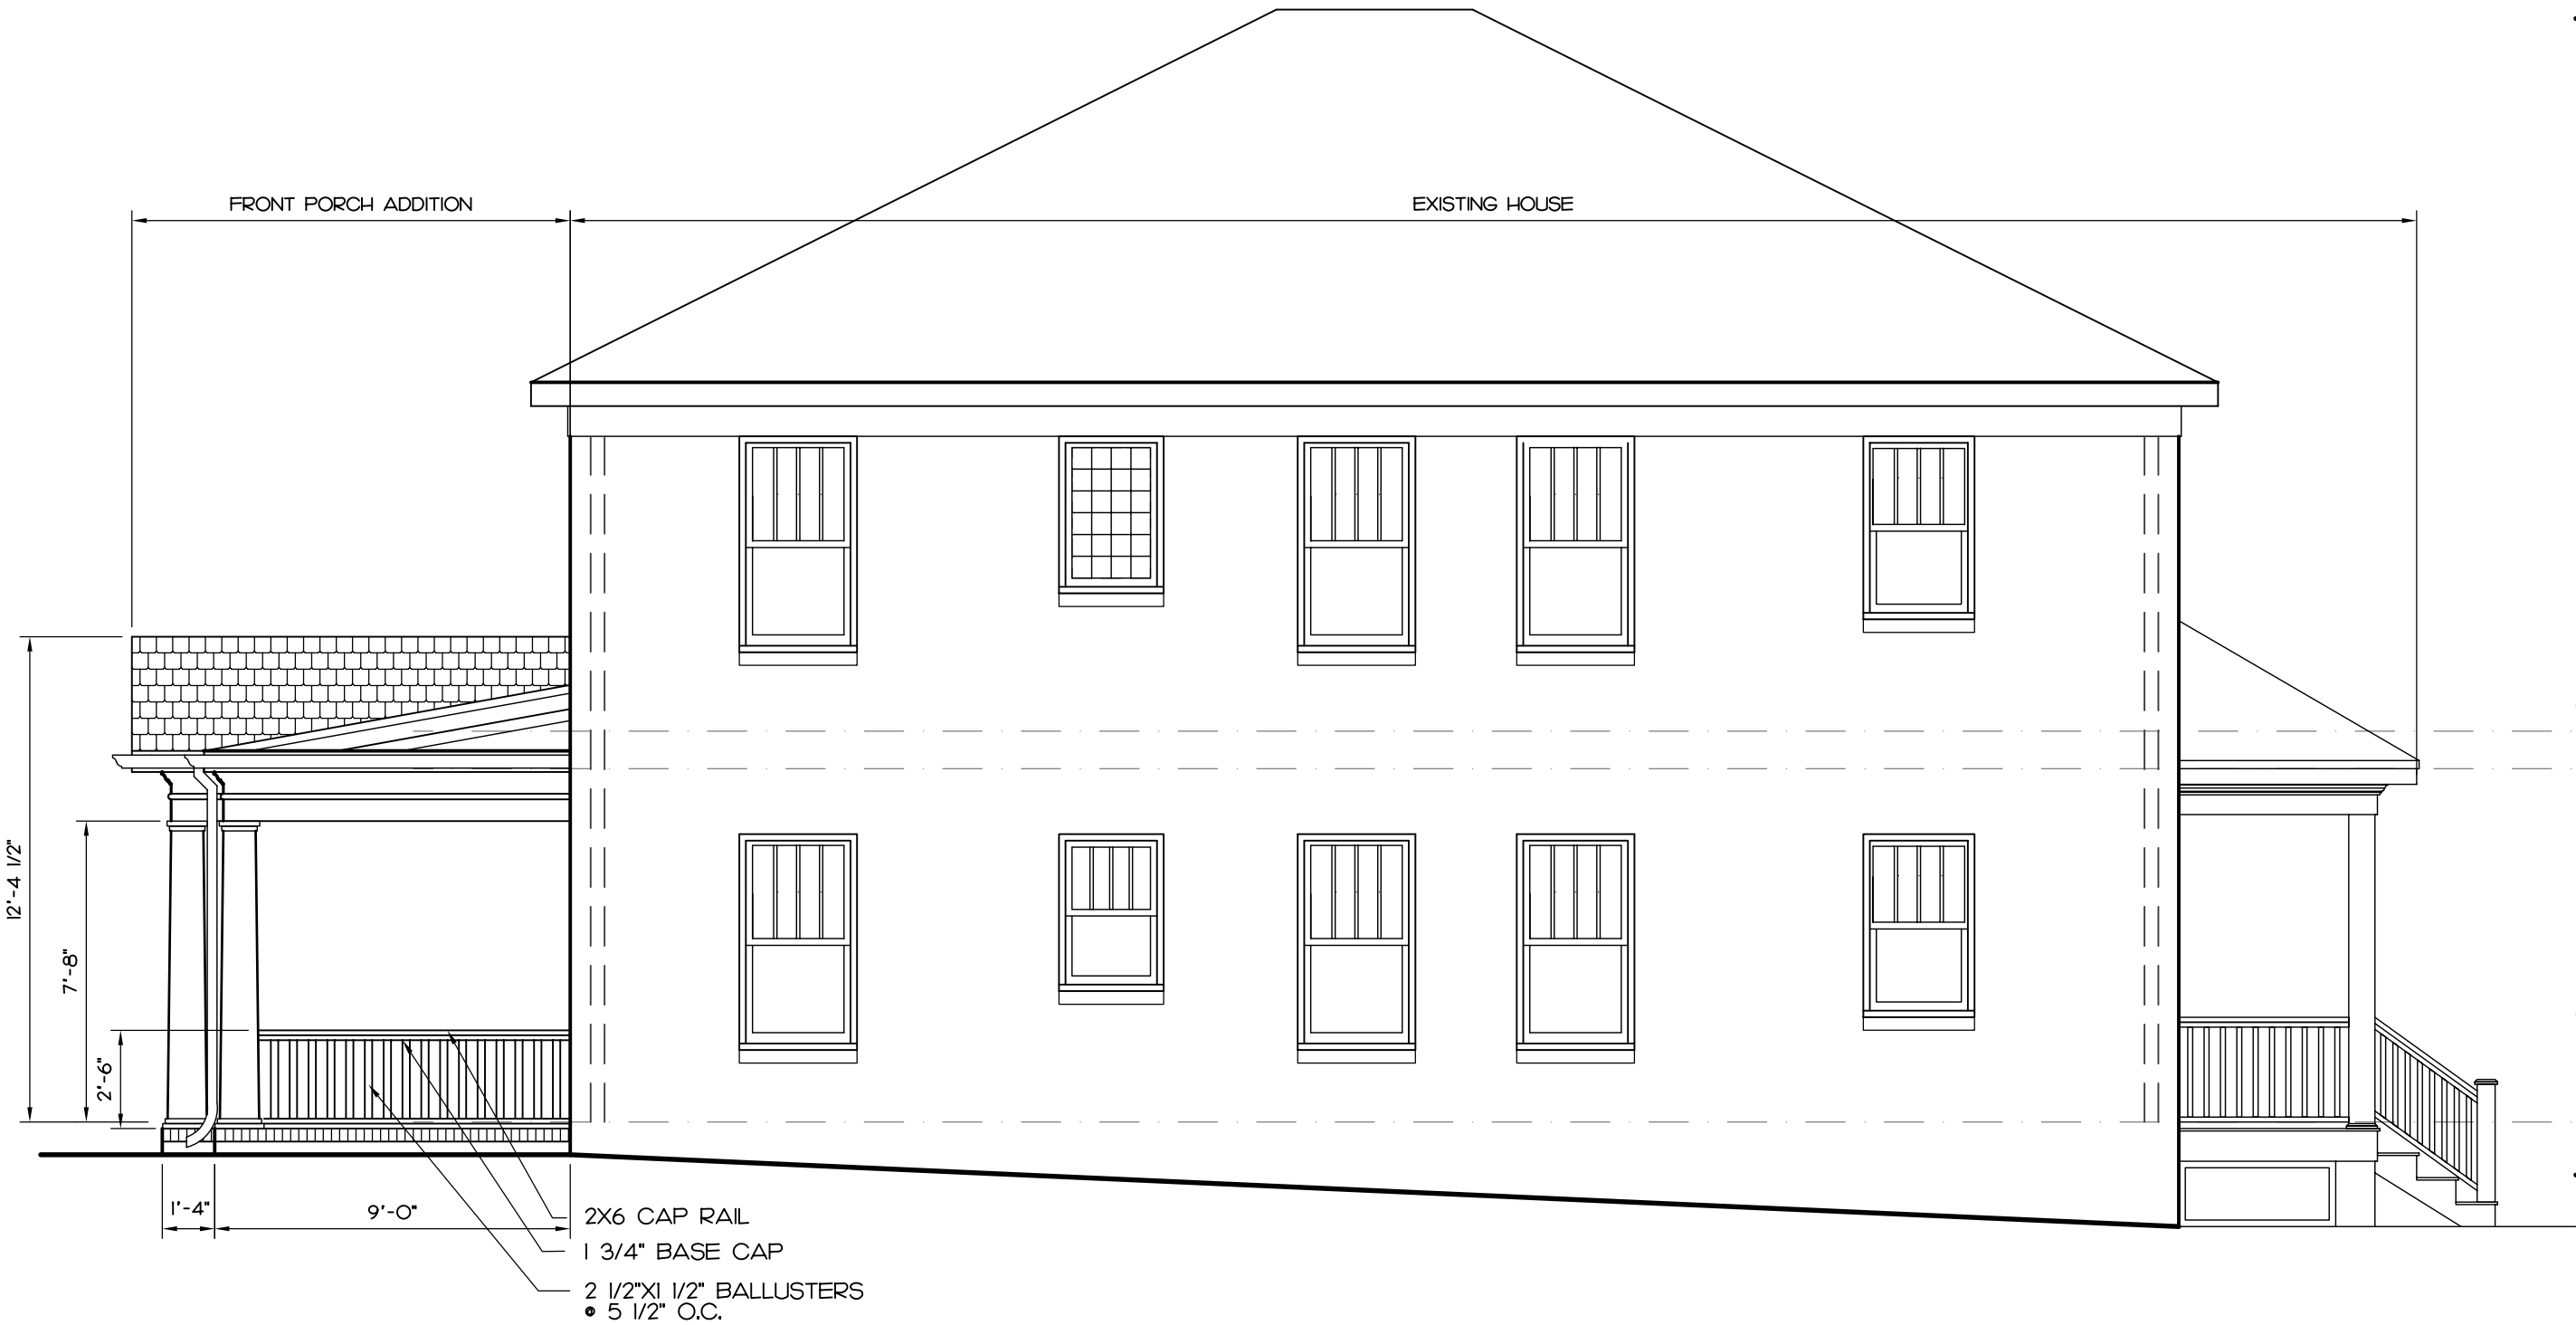 FRONT PORCH ADDITION
EXISTING HOUSE
12'-4 1/2"
7'-8"
2'-6"
1'-4"
9'-0"
2X6 CAP RAIL
1 3/4" BASE CAP
2 1/2"X1 1/2" BALLUSTERS
@ 5 1/2" O.C.